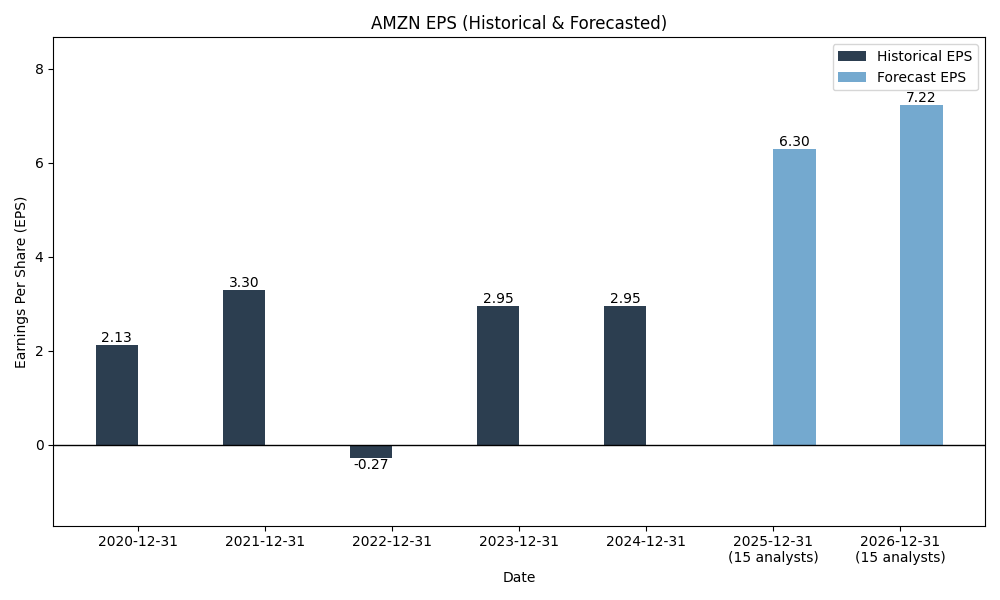 AMZN EPS (Historical & Forecasted)
Historical EPS
Forecast EPS
Earnings Per Share (EPS)
8
6
4
2
0
2.13
3.30
-0.27
2.95
2.95
6.30
7.22
2020-12-31
2021-12-31
2022-12-31
2023-12-31
2024-12-31
2025-12-31
(15 analysts)
2026-12-31
(15 analysts)
Date